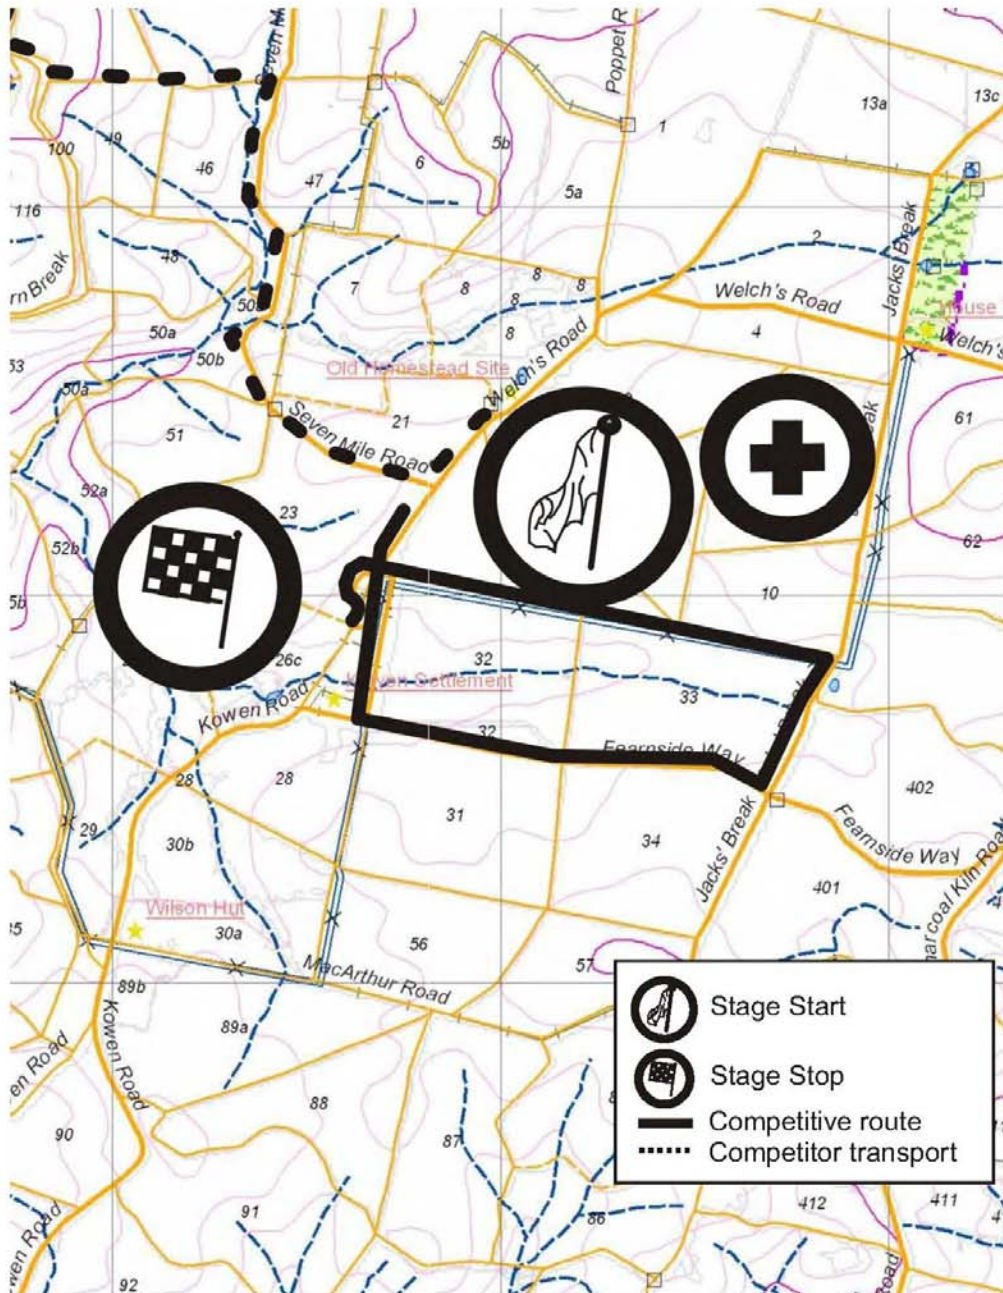 Poppet R
13a
13c
1
5b
6
5a
49
100
46
47
116
2
Jacks' Break
48
7
8
8
8
8
8
Welch's Road
House
Welch's
4
50a
50b
53
50a
Old Homestead Site
Welch's Road
21
Seven Mile Road
51
61
52a
23
62
52b
5b
10
26c
32
33
Kowen Road
32
Fearnside Way
28
28
31
402
29
30b
34
Jacks' Break
Fearnside Way
401
Wilson Hut
30a
56
57
MacArthur Road
89b
89a
Kowen Road
88
90
87
91
86
92
412
411
Road
Stage Start
Stage Stop
Competitive route
Competitor transport